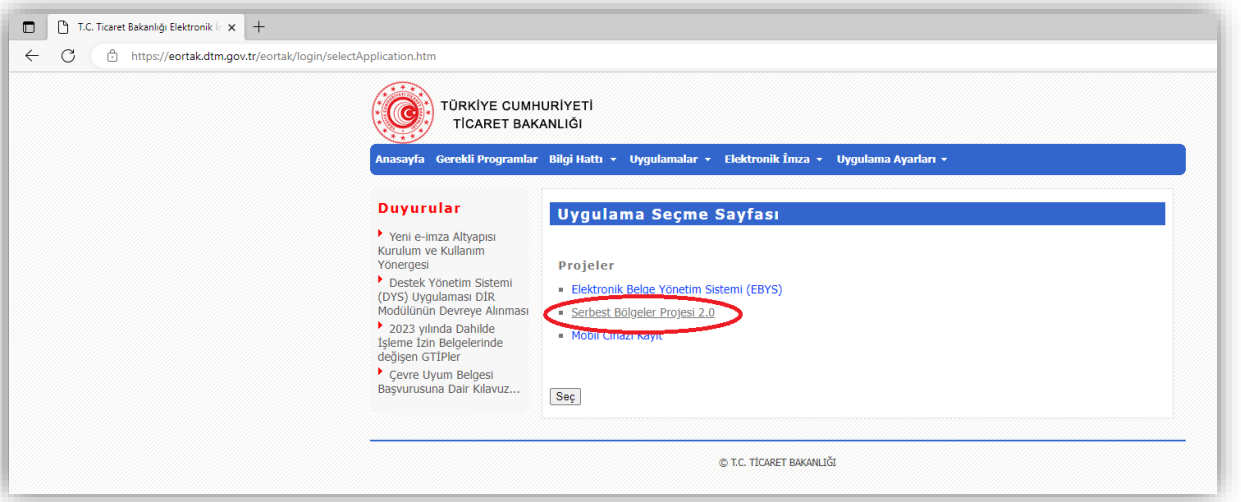 T.C. Ticaret Bakanlığı Elektronik
https://eortak.dtm.gov.tr/eortak/login/selectApplication.htm
TÜRKİYE CUMHURİYETİ
TİCARET BAKANLIĞI
Anasayfa Gerekli Programlar Bilgi Hattı Uygulamalar Elektronik İmza Uygulama Ayarları
Duyurular
Yeni e-imza Altyapısı
Kurulum ve Kullanım
Yönergesi
Destek Yönetim Sistemi
(DYS) Uygulaması DİR
Modülünün Devreye Alınması
2023 yılında Dahilde
İşleme İzin Belgelerinde
değişen GTİPler
Çevre Uyum Belgesi
Başvurusuna Dair Kılavuz...
Uygulama Seçme Sayfası
Projeler
Elektronik Belge Yönetim Sistemi (EBYS)
Serbest Bölgeler Projesi 2.0
Mobil Cihazı Kayıt
Seç
© T.C. TİCARET BAKANLIĞI